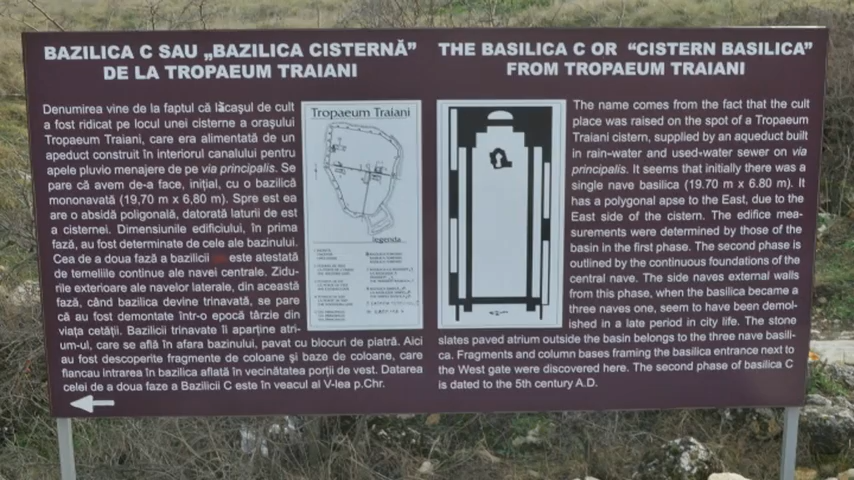 BAZILICA C SAU „BAZILICA CISTERNĂ”
DE LA TROPAEUM TRAIANI
Denumirea vine de la faptul că lăcaşul de cult
a fost ridicat pe locul unei cisterne a oraşului
Tropaeum Traiani, care era alimentată de un
apeduct construit în interiorul canalului pentru
apele pluvio menajere de pe via principalis. Se
pare că avem de-a face, iniţial, cu o bazilică
mononavată (19,70 m x 6,80 m). Spre est ea
are o absidă poligonală, datorată laturii de est
a cisternei. Dimensiunile edificiului, în prima
fază, au fost determinate de cele ale bazinului.
Cea de a doua fază a bazilicii este atestată
de temeliile continue ale navei centrale. Zidu-
rile exterioare ale navelor laterale, din această
fază, când bazilica devine trinavată, se pare
că au fost demontate într-o epocă târzie din
viaţa cetăţii. Bazilicii trinavate îi aparţine atri-
um-ul, care se află în afara bazinului, pavat cu blocuri de piatră. Aici
au fost descoperite fragmente de coloane şi baze de coloane, care
flancau intrarea în bazilica aflată în vecinătatea porţii de vest. Datarea
celei de a doua faze a Bazilicii C este în veacul al V-lea p.Chr.
Tropaeum Traiani
legenda
THE BASILICA C OR “CISTERN BASILICA”
FROM TROPAEUM TRAIANI
The name comes from the fact that the cult
place was raised on the spot of a Tropaeum
Traiani cistern, supplied by an aqueduct built
in rain-water and used-water sewer on via
principalis. It seems that initially there was a
single nave basilica (19.70 m x 6.80 m). It
has a polygonal apse to the East, due to the
East side of the cistern. The edifice mea-
surements were determined by those of the
basin in the first phase. The second phase is
outlined by the continuous foundations of the
central nave. The side naves external walls
from this phase, when the basilica became a
three naves one, seem to have been demol-
ished in a late period in city life. The stone
slates paved atrium outside the basin belongs to the three nave basili-
ca. Fragments and column bases framing the basilica entrance next to
the West gate were discovered here. The second phase of basilica C
is dated to the 5th century A.D.